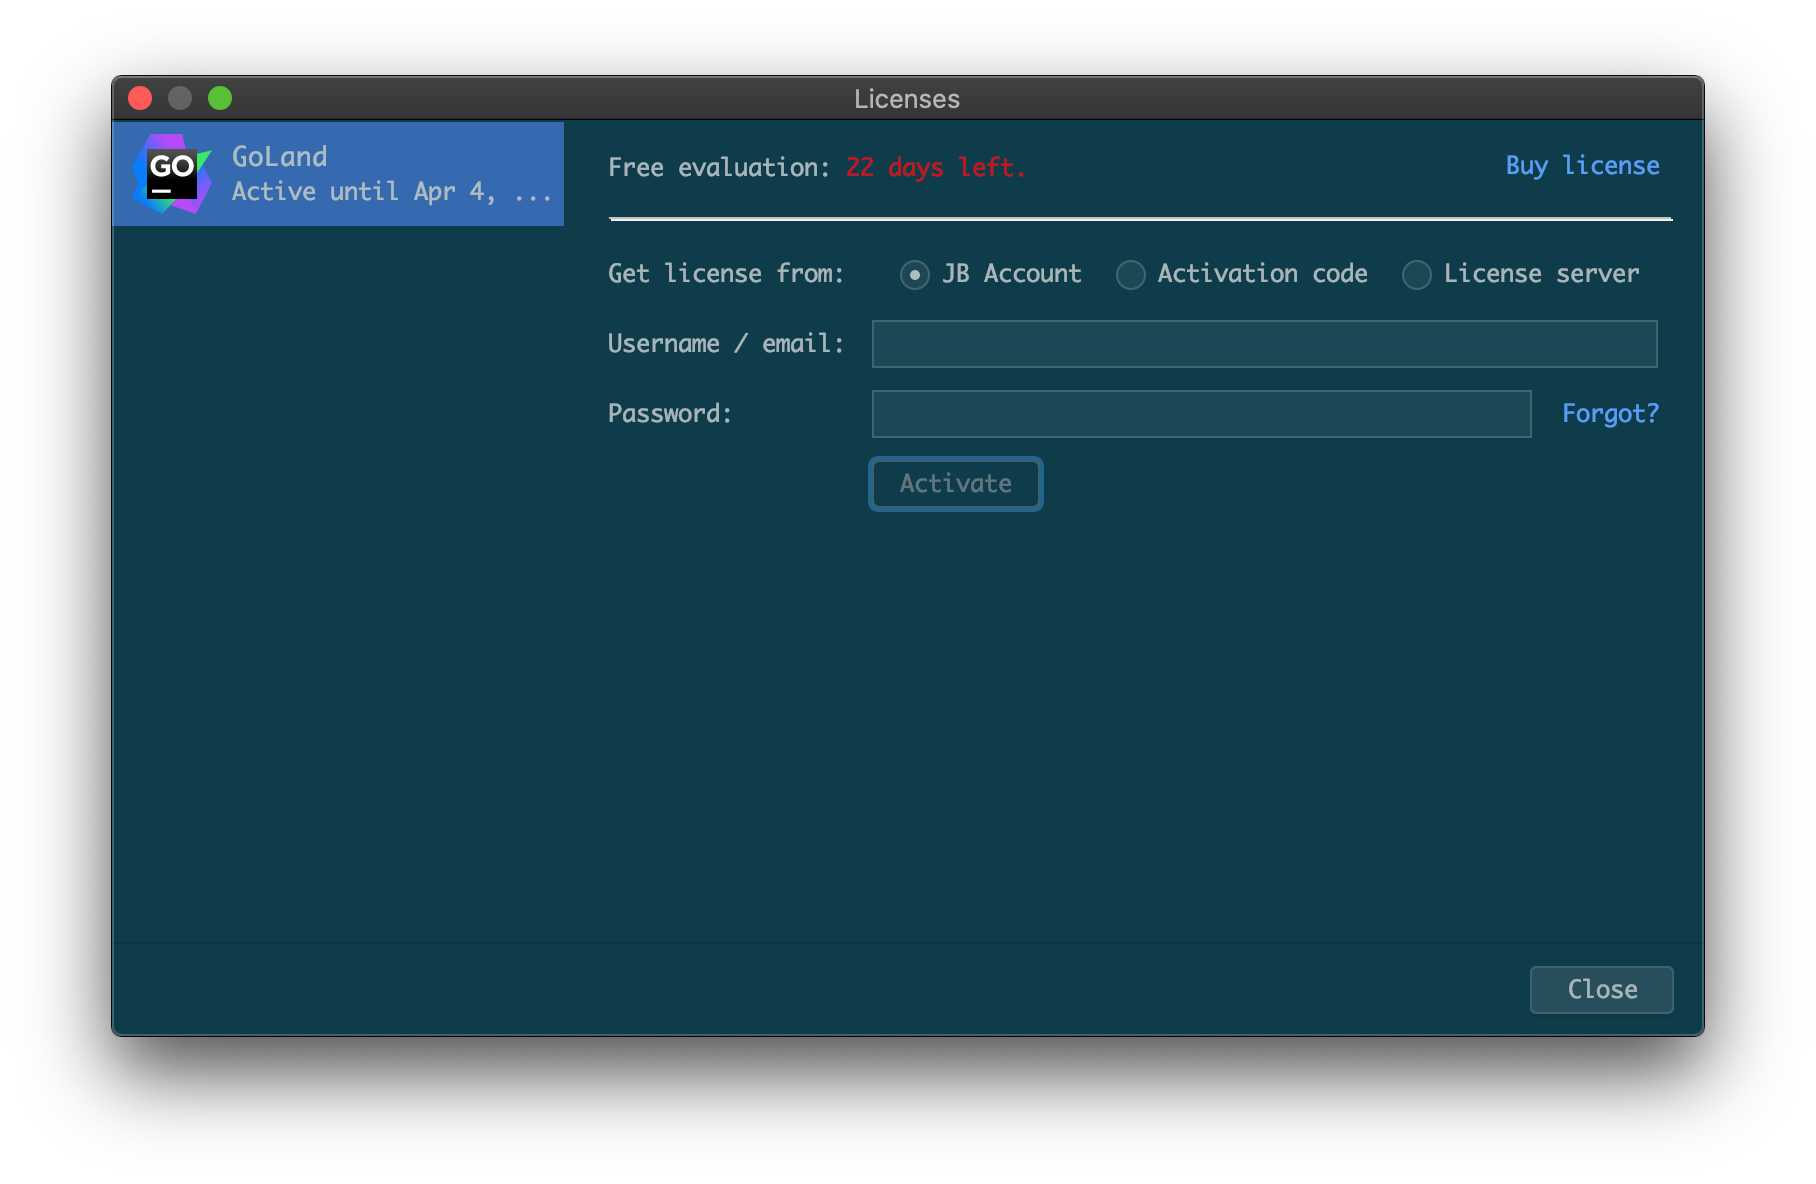 Licenses
GO
GoLand
Active until Apr 4, ...
Free evaluation: 22 days left.
Buy license
Get license from: JB Account Activation code License server
Username / email:
Password:
Forgot?
Activate
Close